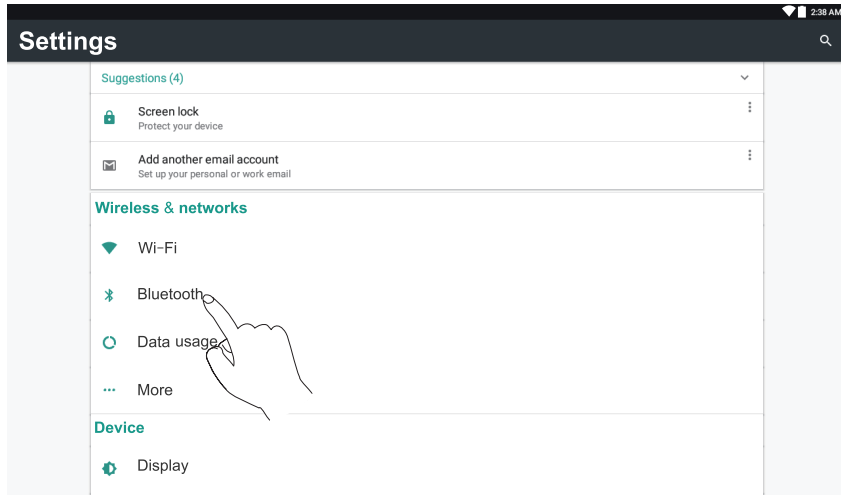 2:38 AM
Settings
Suggestions (4)
Screen lock
Protect your device
Add another email account
Set up your personal or work email
Wireless & networks
Wi-Fi
Bluetooth
Data usage
More
Device
Display